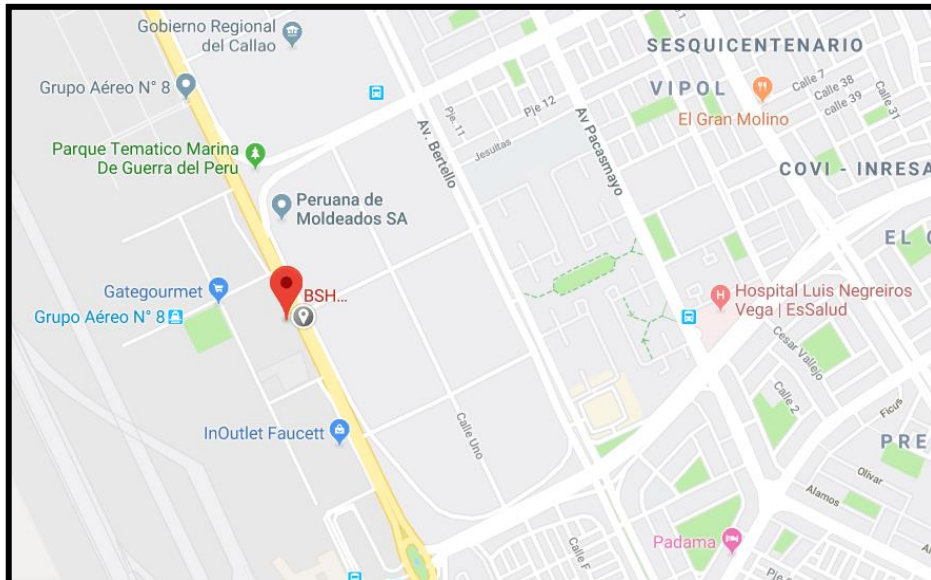 Gobierno Regional
del Callao
SESQUICENTENARIO
Grupo Aéreo N° 8
VIPOL
Calle 7
Calle 38
calle 39
Calle 31
El Gran Molino
Pje. 11
Pje 12
Jesuitas
Av. Bertello
Av Pacasmayo
Parque Tematico Marina
De Guerra del Peru
COVI - INRESA
Peruana de
Moldeados SA
EL
Gategourmet
BSH...
Grupo Aéreo N° 8
Hospital Luis Negreiros
Vega | EsSalud
Cesar Vallejo
Calle 2
Ficus
InOutlet Faucett
Calle Uno
PRE
Olivar
Alamos
Padama
Calle F